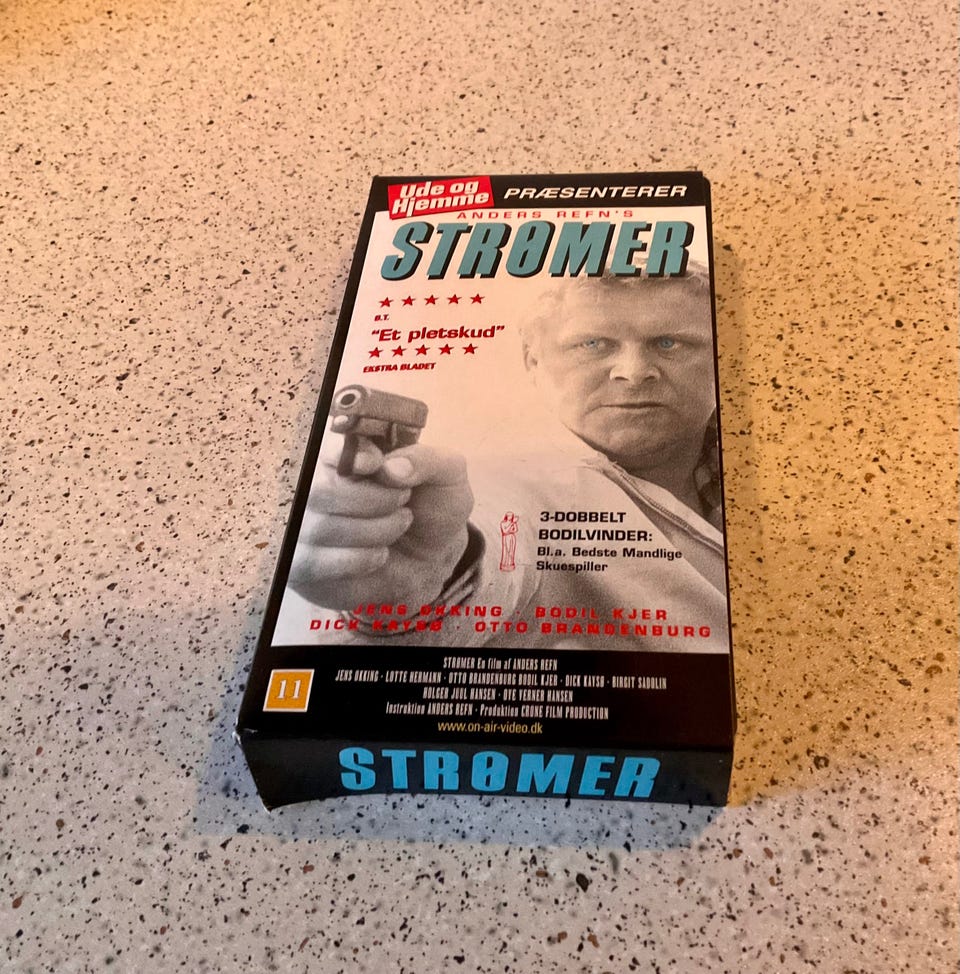 Ude og
Hjemme
PRÆSENTERER
ANDERS REFN'S
STRØMER
B.T.
"Et pletskud"
EKSTRA BLADET
3-DOBBELT
BODILVINDER:
Bl.a. Bedste Mandlige
Skuespiller
JENS OKKING · BODIL KJER
DICK KAYSØ · OTTO BRANDENBURG
11
STRØMER En film af ANDERS REFN
JENS OKKING · LOTTE HERMANN · OTTO BRANDENBURG BODIL KJER · DICK KAYSØ · BIRGIT SADOLIN
HOLGER JUUL HANSEN · OVE VERNER HANSEN
Instruktion ANDERS REFN · Produktion CRONE FILM PRODUCTION
www.on-air-video.dk
STRØMER